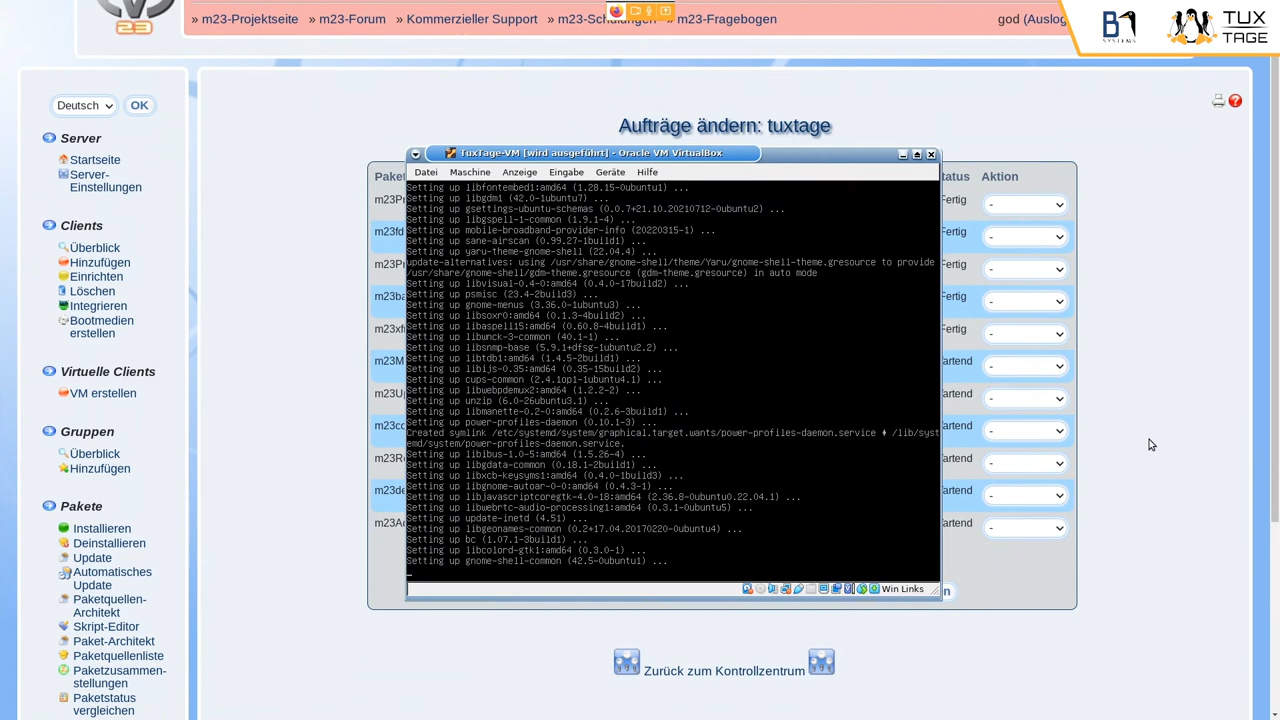 » m23-Projektseite » m23-Forum » Kommerzieller Support » m23-Schulungen » m23-Fragebogen
god (Auslog
23
B1
SYSTEMS
TUX
TAGE
Deutsch
OK
Server
Startseite
Server-
Einstellungen
Clients
Überblick
Hinzufügen
Einrichten
Löschen
Integrieren
Bootmedien
erstellen
Virtuelle Clients
VM erstellen
Gruppen
Überblick
Hinzufügen
Pakete
Installieren
Deinstallieren
Update
Automatisches
Update
Paketquellen-
Architekt
Skript-Editor
Paket-Architekt
Paketquellenliste
Paketzusammen-
stellungen
Paketstatus
vergleichen
Aufträge ändern: tuxtage
Paket
tatus
Aktion
m23Pr
Fertig
-
m23fd
Fertig
-
m23Pr
Fertig
-
m23ba
Fertig
-
m23xf
Fertig
-
m23M
artend
-
m23U
artend
-
m23co
artend
-
m23R
artend
-
m23de
artend
-
m23A
artend
-
n
TuxTage-VM [wird ausgeführt] - Oracle VM VirtualBox
Datei Maschine Anzeige Eingabe Geräte Hilfe
Setting up libfontembed1:amd64 (1.28.15-0ubuntu1) ...
Setting up libgdm1 (42.0-1ubuntu7) ...
Setting up gsettings-ubuntu-schemas (0.0.7+21.10.20210712-0ubuntu2) ...
Setting up libgspell-1-common (1.9.1-4) ...
Setting up mobile-broadband-provider-info (20220315-1) ...
Setting up sane-airscan (0.99.27-1build1) ...
Setting up yaru-theme-gnome-shell (22.04.4) ...
update-alternatives: using /usr/share/gnome-shell/theme/Yaru/gnome-shell-theme.gresource to provide
/usr/share/gnome-shell/gdm-theme.gresource (gdm-theme.gresource) in auto mode
Setting up libvisual-0.4-0:amd64 (0.4.0-17build2) ...
Setting up psmisc (23.4-2build3) ...
Setting up gnome-menus (3.36.0-1ubuntu3) ...
Setting up libsoxr0:amd64 (0.1.3-4build2) ...
Setting up libaspell15:amd64 (0.60.8-4build1) ...
Setting up libwnck-3-common (40.1-1) ...
Setting up libsnmp-base (5.9.1+dfsg-1ubuntu2.2) ...
Setting up libtdb1:amd64 (1.4.5-2build1) ...
Setting up libijs-0.35:amd64 (0.35-15build2) ...
Setting up cups-common (2.4.1op1-1ubuntu4.1) ...
Setting up libwebpdemux2:amd64 (1.2.2-2) ...
Setting up unzip (6.0-26ubuntu3.1) ...
Setting up libmanette-0.2-0:amd64 (0.2.6-3build1) ...
Setting up power-profiles-daemon (0.10.1-3) ...
Created symlink /etc/systemd/system/graphical.target.wants/power-profiles-daemon.service ♦ /lib/syst
emd/system/power-profiles-daemon.service.
Setting up libibus-1.0-5:amd64 (1.5.26-4) ...
Setting up libgdata-common (0.18.1-2build1) ...
Setting up libxcb-keysyms1:amd64 (0.4.0-1build3) ...
Setting up libgnome-autoar-0-0:amd64 (0.4.3-1) ...
Setting up libjavascriptcoregtk-4.0-18:amd64 (2.36.8-0ubuntu0.22.04.1) ...
Setting up libwebrtc-audio-processing1:amd64 (0.3.1-0ubuntu5) ...
Setting up update-inetd (4.51) ...
Setting up libgeonames-common (0.2+17.04.20170220-0ubuntu4) ...
Setting up bc (1.07.1-3build1) ...
Setting up libcolord-gtk1:amd64 (0.3.0-1) ...
Setting up gnome-shell-common (42.5-0ubuntu1) ...
Win Links
Zurück zum Kontrollzentrum